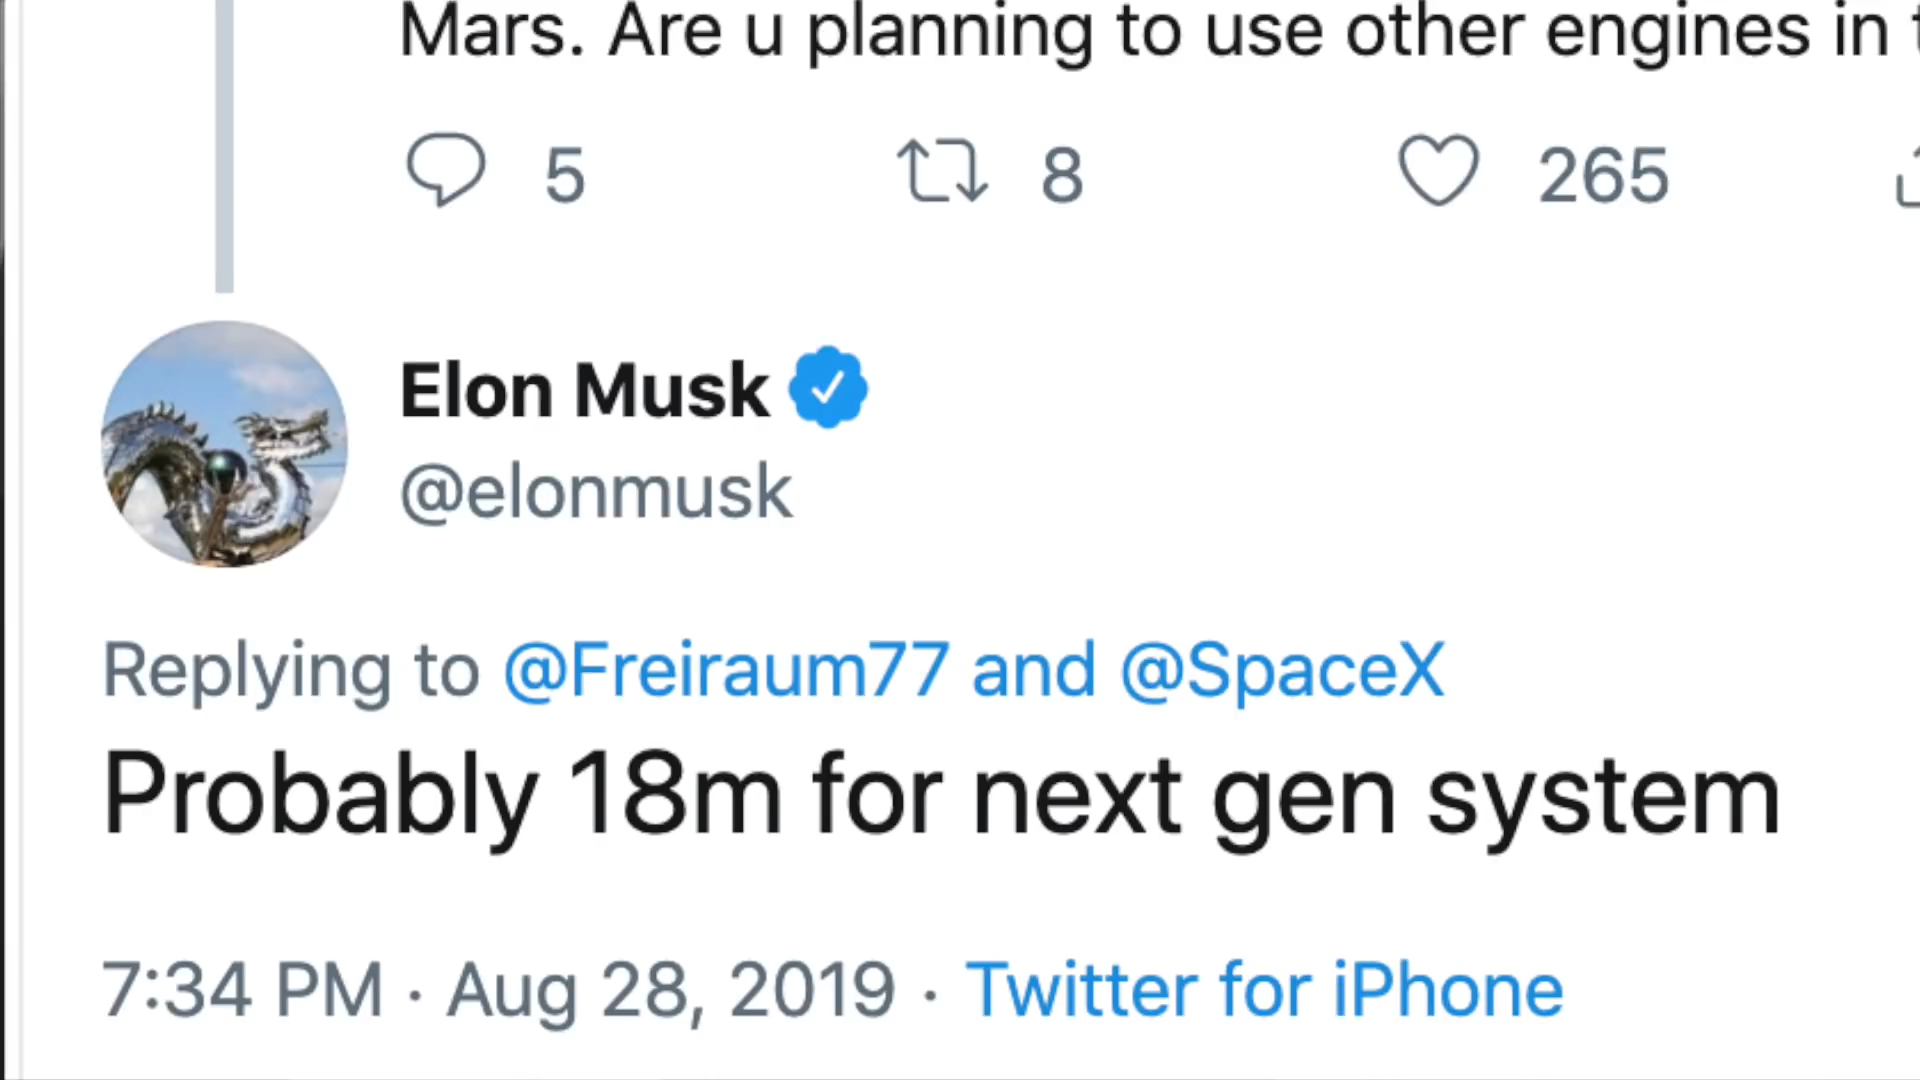 Mars. Are u planning to use other engines in
5 8 265
Elon Musk
@elonmusk
Replying to @Freiraum77 and @SpaceX
Probably 18m for next gen system
7:34 PM · Aug 28, 2019 · Twitter for iPhone